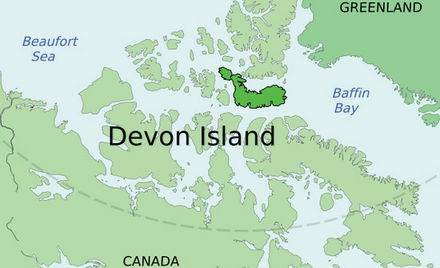 GREENLAND
Beaufort
Sea
Baffin
Bay
Devon Island
CANADA